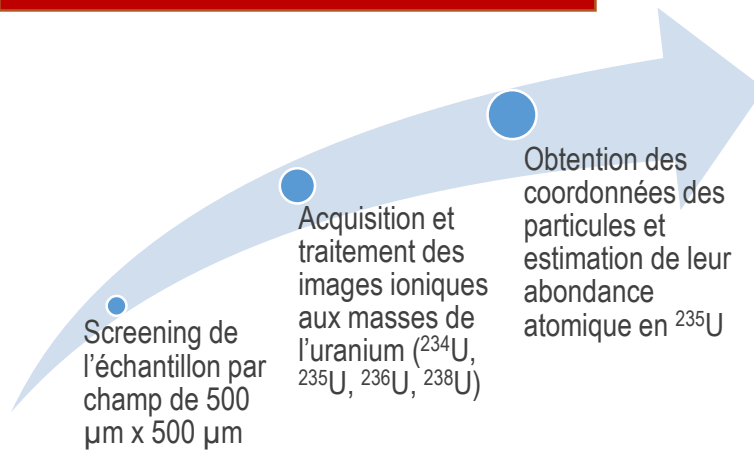 Screening de
l’échantillon par
champ de 500
µm x 500 µm
Acquisition et
traitement des
images ioniques
aux masses de
l’uranium (²³⁴U,
²³⁵U, ²³⁶U, ²³⁸U)
Obtention des
coordonnées des
particules et
estimation de leur
abondance
atomique en ²³⁵U